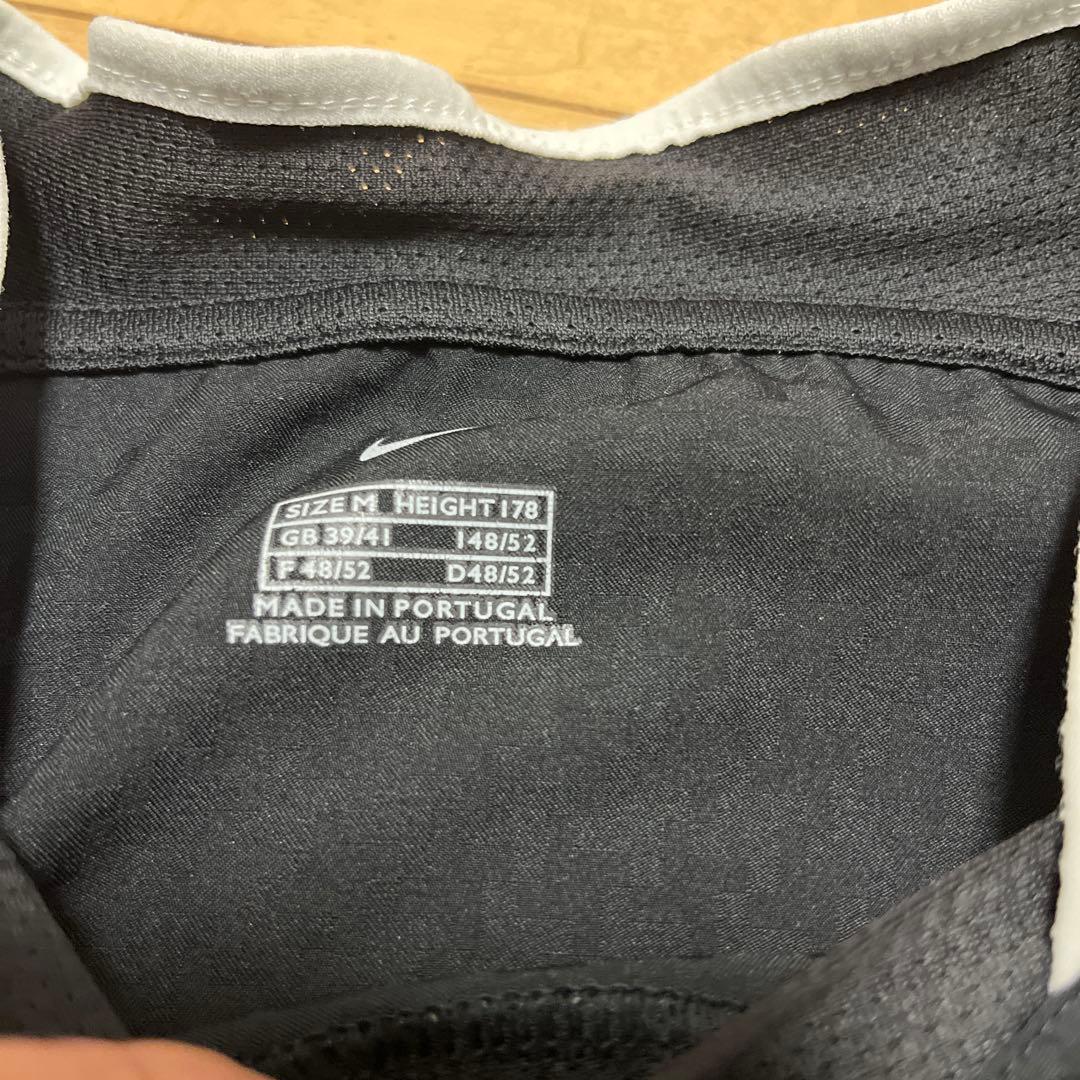 SIZE M HEIGHT 178
GB 39/41 I48/52
F 48/52 D48/52
MADE IN PORTUGAL
FABRIQUE AU PORTUGAL